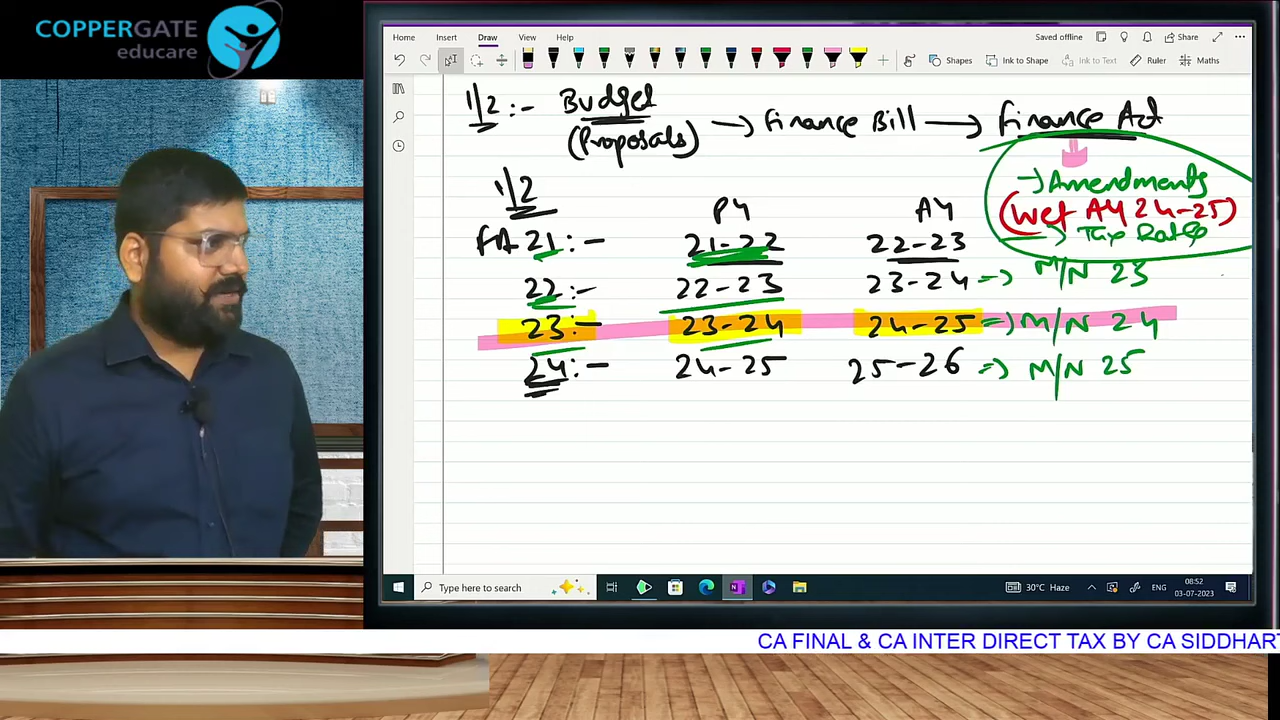 COPPERGATE
educare
Home Insert Draw View Help
Saved offline
Share
Shapes
Ink to Shape
Ink to Text
Ruler
Maths
1/2 :- Budget → Finance Bill → Finance Act
(Proposals)
→ Amendments
(wef AY 24-25)
→ Tax Rates
1/2 PY AY
FA 21 :- 21-22 22-23
22 :- 22-23 23-24 => M/N 23
23 :- 23-24 24-25 => M/N 24
24 :- 24-25 25-26 => M/N 25
Type here to search
30°C Haze
ENG
08:52
03-07-2023
CA FINAL & CA INTER DIRECT TAX BY CA SIDDHART